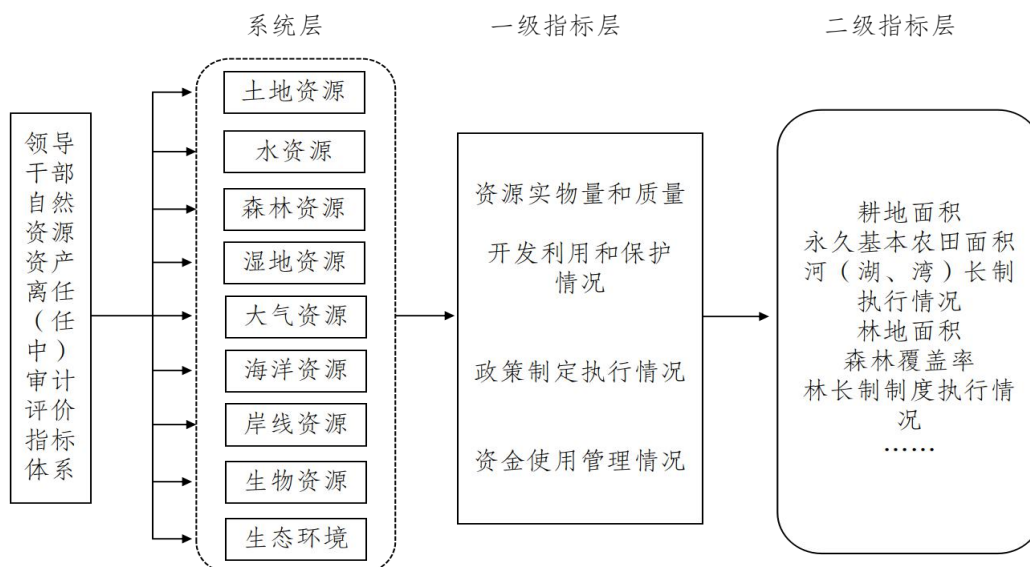 系统层
一级指标层
二级指标层
领导
干部
自然
资源
资产
离任
（任
中）
审计
评价
指标
体系
土地资源
水资源
森林资源
湿地资源
大气资源
海洋资源
岸线资源
生物资源
生态环境
资源实物量和质量
开发利用和保护
情况
政策制定执行情况
资金使用管理情况
耕地面积
永久基本农田面积
河（湖、湾）长制
执行情况
林地面积
森林覆盖率
林长制制度执行情
况
……